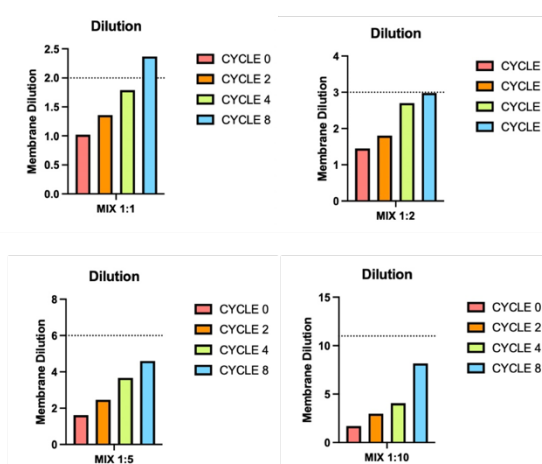 Dilution
Membrane Dilution
2.5
2.0
1.5
1.0
0.5
0.0
MIX 1:1
CYCLE 0
CYCLE 2
CYCLE 4
CYCLE 8
Dilution
Membrane Dilution
4
3
2
1
0
MIX 1:2
CYCLE
CYCLE
CYCLE
CYCLE
Dilution
Membrane Dilution
8
6
4
2
0
MIX 1:5
CYCLE 0
CYCLE 2
CYCLE 4
CYCLE 8
Dilution
Membrane Dilution
15
10
5
0
MIX 1:10
CYCLE 0
CYCLE 2
CYCLE 4
CYCLE 8